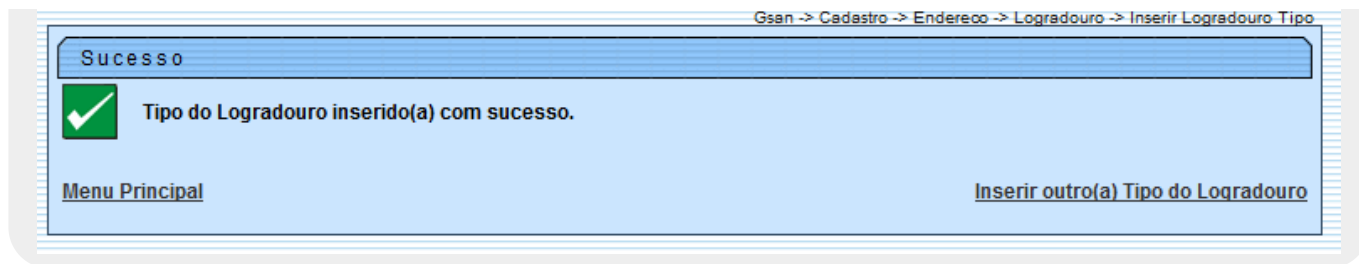 Gsan -> Cadastro -> Endereco -> Logradouro -> Inserir Logradouro Tipo
Sucesso
Tipo do Logradouro inserido(a) com sucesso.
Menu Principal
Inserir outro(a) Tipo do Logradouro